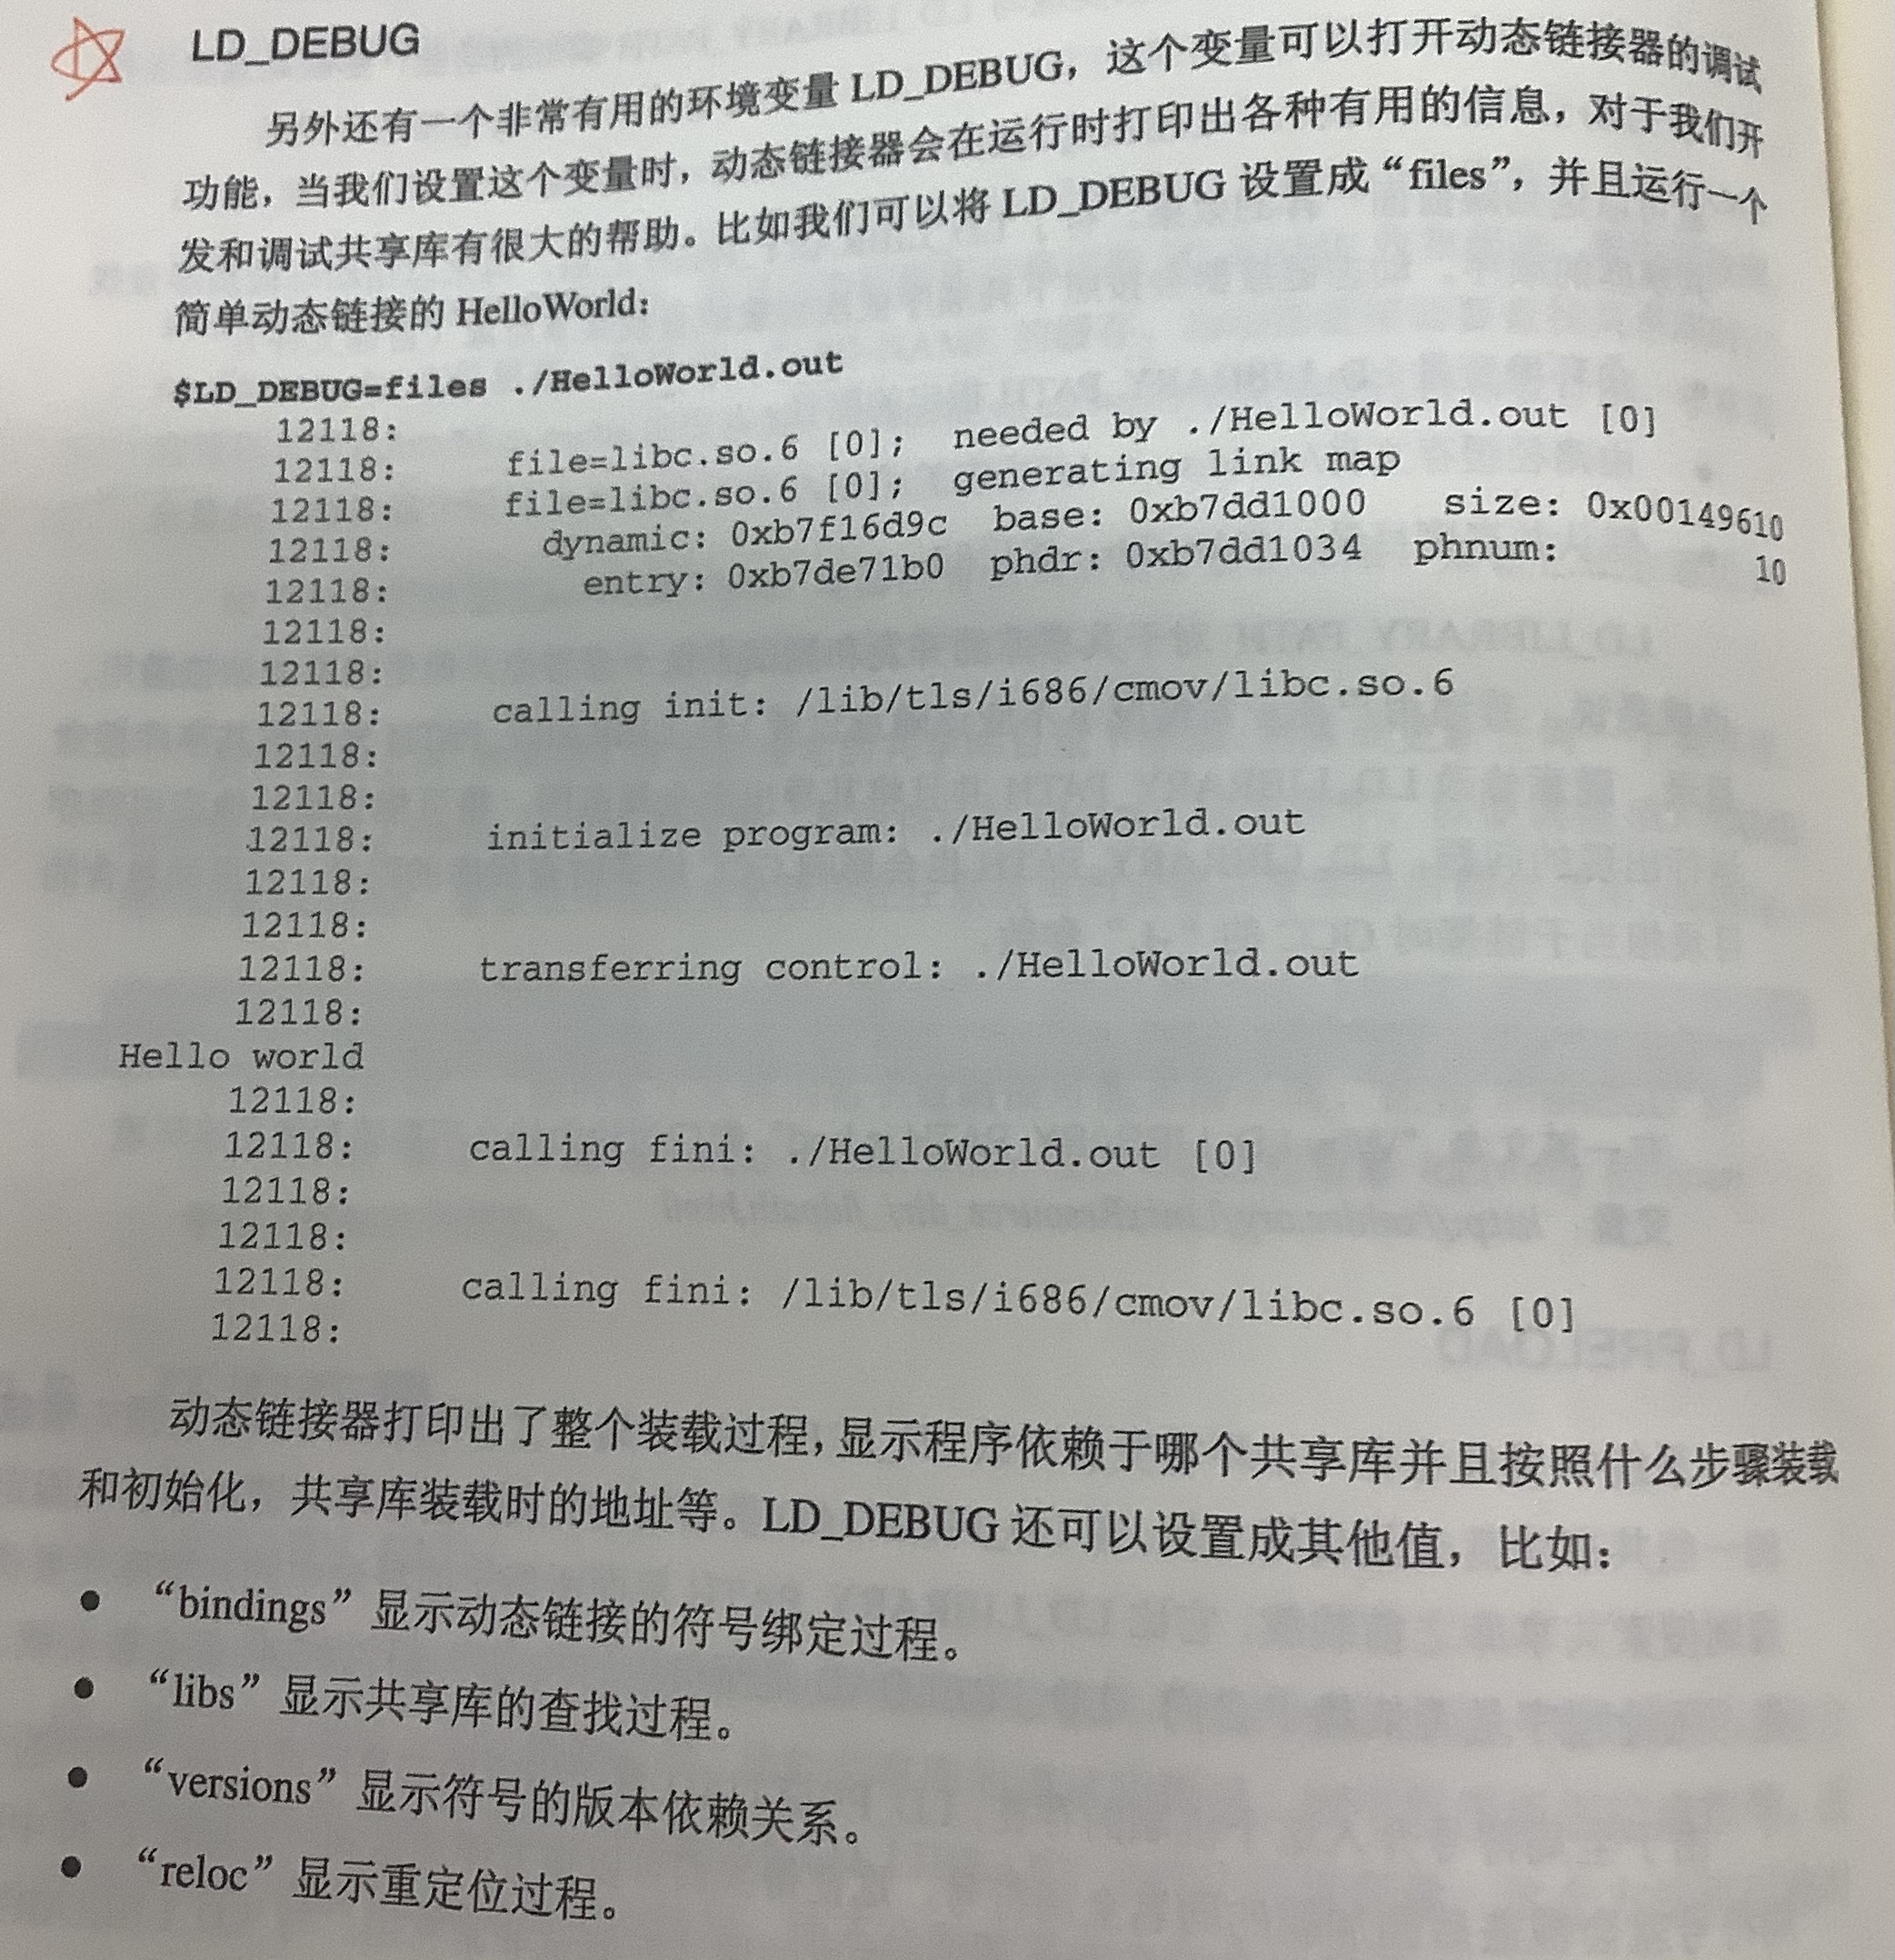 LD_DEBUG
另外还有一个非常有用的环境变量 LD_DEBUG，这个变量可以打开动态链接器的调试
功能，当我们设置这个变量时，动态链接器会在运行时打印出各种有用的信息，对于我们开
发和调试共享库有很大的帮助。比如我们可以将 LD_DEBUG 设置成“files”，并且运行一个
简单动态链接的 HelloWorld：
$LD_DEBUG=files ./HelloWorld.out
12118:
12118: file=libc.so.6 [0]; needed by ./HelloWorld.out [0]
12118: file=libc.so.6 [0]; generating link map
12118: dynamic: 0xb7f16d9c base: 0xb7dd1000 size: 0x00149610
12118: entry: 0xb7de71b0 phdr: 0xb7dd1034 phnum: 10
12118:
12118:
12118: calling init: /lib/tls/i686/cmov/libc.so.6
12118:
12118:
12118: initialize program: ./HelloWorld.out
12118:
12118:
12118: transferring control: ./HelloWorld.out
12118:
Hello world
12118:
12118: calling fini: ./HelloWorld.out [0]
12118:
12118:
12118: calling fini: /lib/tls/i686/cmov/libc.so.6 [0]
12118:
动态链接器打印出了整个装载过程，显示程序依赖于哪个共享库并且按照什么步骤装载
和初始化，共享库装载时的地址等。LD_DEBUG 还可以设置成其他值，比如：
● “bindings”显示动态链接的符号绑定过程。
● “libs”显示共享库的查找过程。
● “versions”显示符号的版本依赖关系。
● “reloc”显示重定位过程。